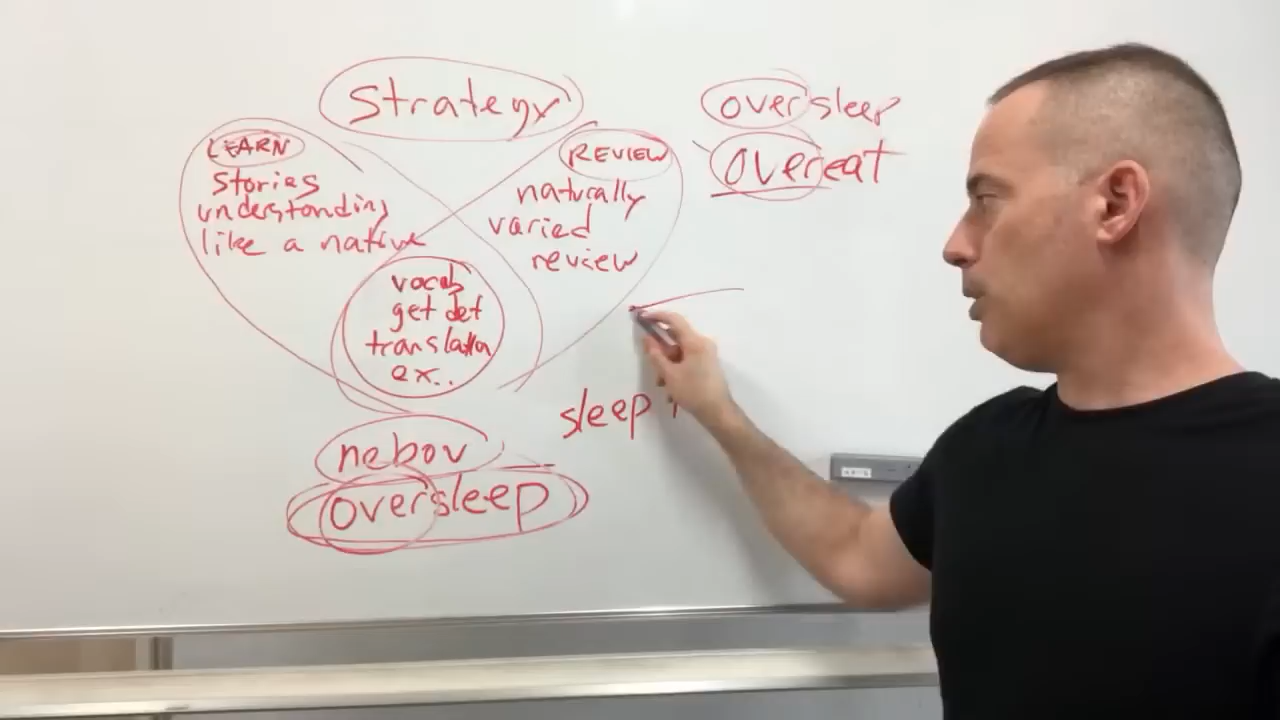 Strategy
LEARN
stories
understanding
like a native
REVIEW
naturally
varied
review
vocab
get def
translation
ex..
nebov
oversleep
sleep
oversleep
overeat